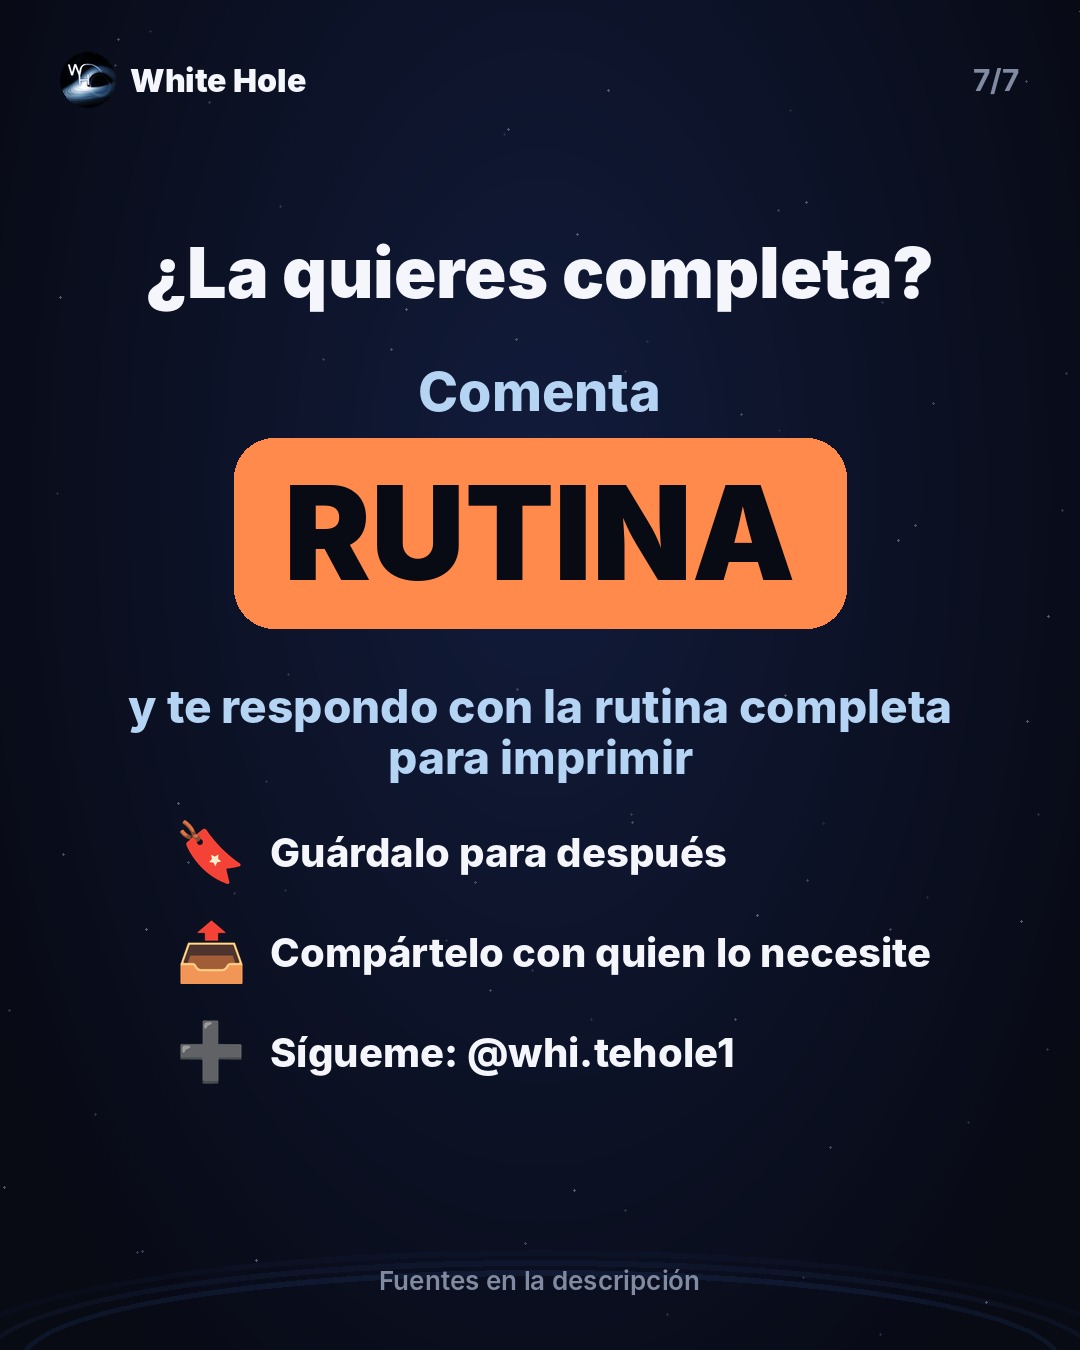 White Hole
7/7
¿La quieres completa?
Comenta
RUTINA
y te respondo con la rutina completa
para imprimir
Guárdalo para después
Compártelo con quien lo necesite
Sígueme: @whi.tehole1
Fuentes en la descripción